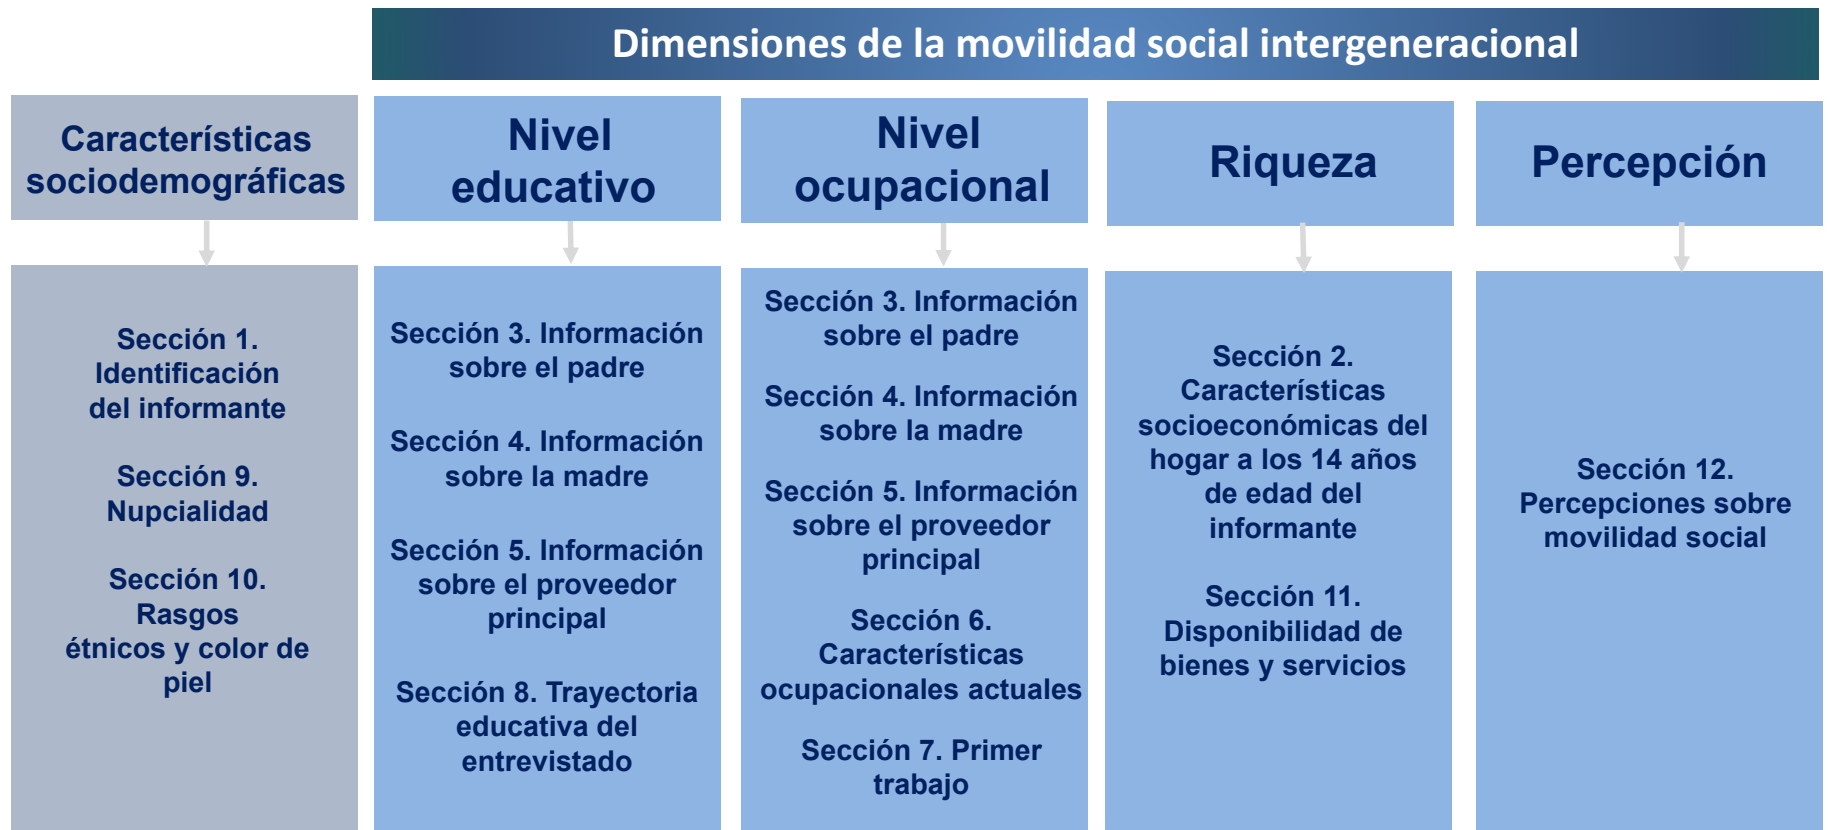 Dimensiones de la movilidad social intergeneracional
Características
sociodemográficas
Sección 1.
Identificación
del informante
Sección 9.
Nupcialidad
Sección 10.
Rasgos
étnicos y color de
piel
Nivel
educativo
Sección 3. Información
sobre el padre
Sección 4. Información
sobre la madre
Sección 5. Información
sobre el proveedor
principal
Sección 8. Trayectoria
educativa del
entrevistado
Nivel
ocupacional
Sección 3. Información
sobre el padre
Sección 4. Información
sobre la madre
Sección 5. Información
sobre el proveedor
principal
Sección 6.
Características
ocupacionales actuales
Sección 7. Primer
trabajo
Riqueza
Sección 2.
Características
socioeconómicas del
hogar a los 14 años
de edad del
informante
Sección 11.
Disponibilidad de
bienes y servicios
Percepción
Sección 12.
Percepciones sobre
movilidad social